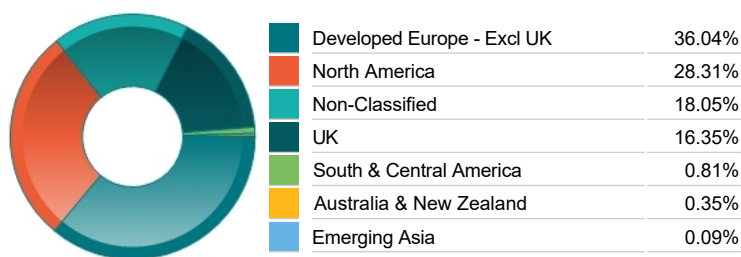 Developed Europe - Excl UK 36.04%
North America 28.31%
Non-Classified 18.05%
UK 16.35%
South & Central America 0.81%
Australia & New Zealand 0.35%
Emerging Asia 0.09%